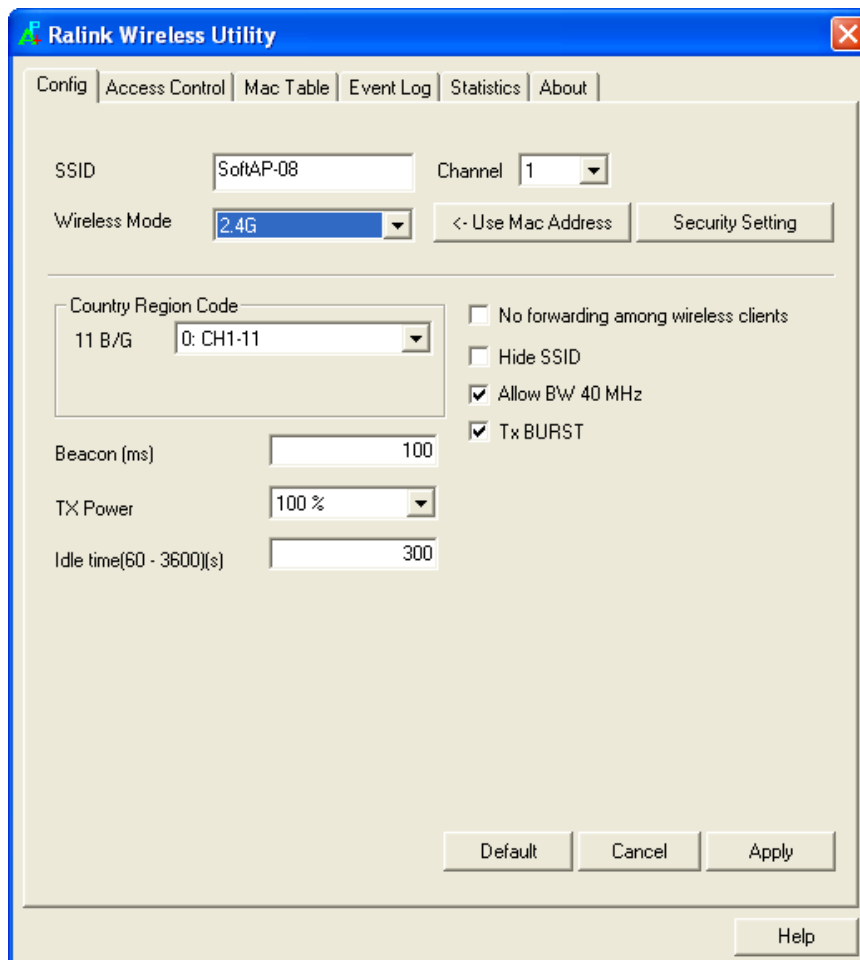 Ralink Wireless Utility
Config Access Control Mac Table Event Log Statistics About
SSID SoftAP-08 Channel 1
Wireless Mode 2.4G <- Use Mac Address Security Setting
Country Region Code
11 B/G 0: CH1-11
No forwarding among wireless clients
Hide SSID
Allow BW 40 MHz
Tx BURST
Beacon (ms) 100
TX Power 100 %
Idle time(60 - 3600)(s) 300
Default Cancel Apply
Help